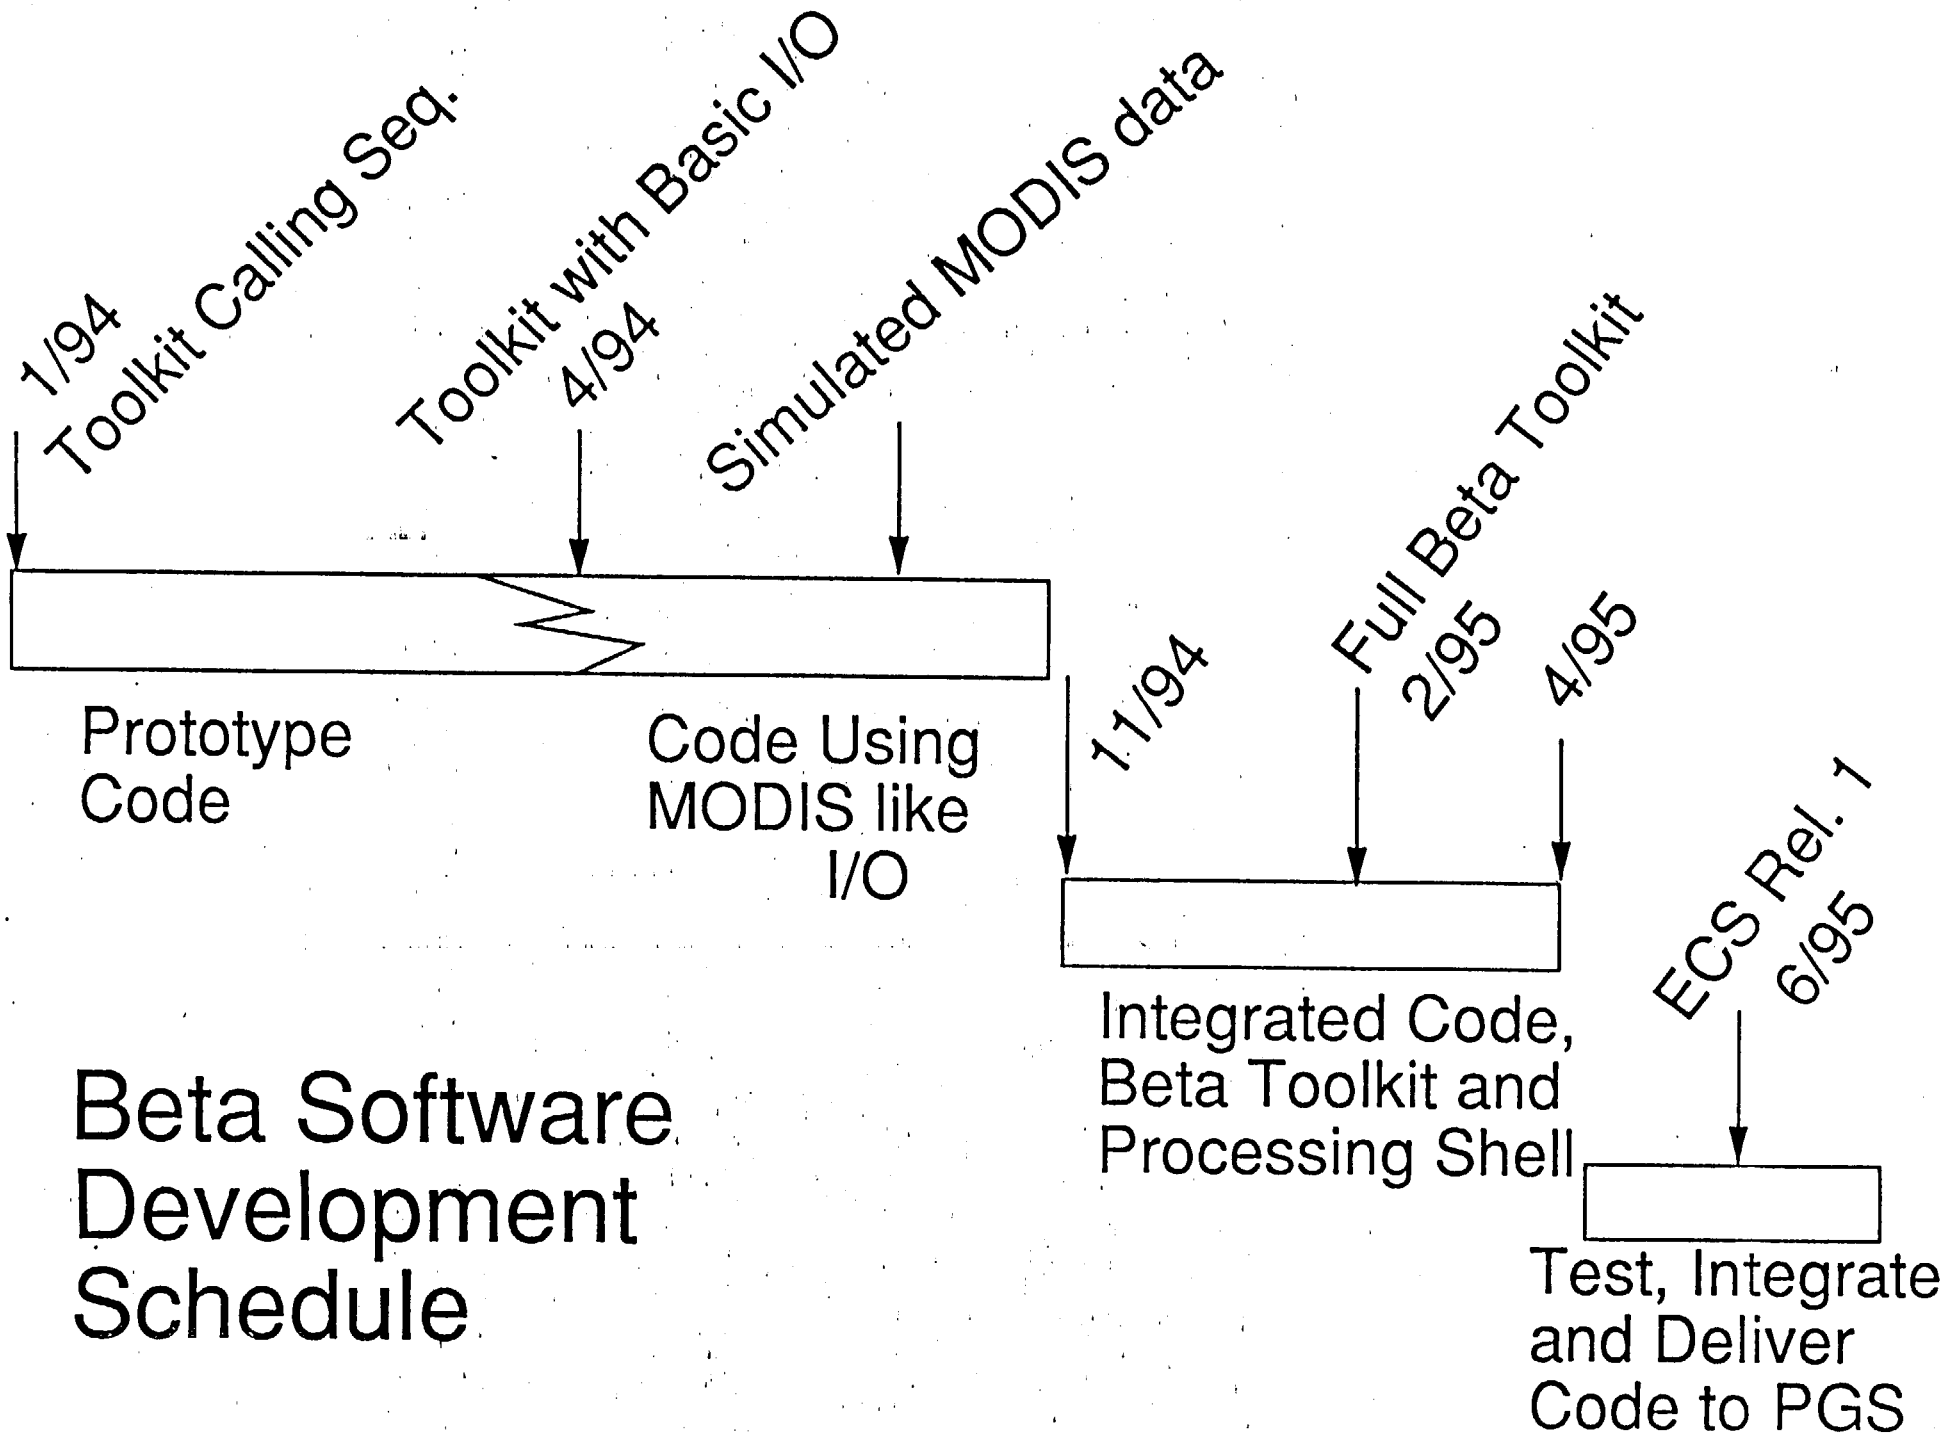 1/94
Toolkit Calling Seq.
Toolkit with Basic I/O
4/94
Simulated MODIS data
Prototype
Code
Code Using
MODIS like
I/O
11/94
Full Beta Toolkit
2/95
4/95
Integrated Code,
Beta Toolkit and
Processing Shell
ECS Rel. 1
6/95
Test, Integrate
and Deliver
Code to PGS
Beta Software
Development
Schedule